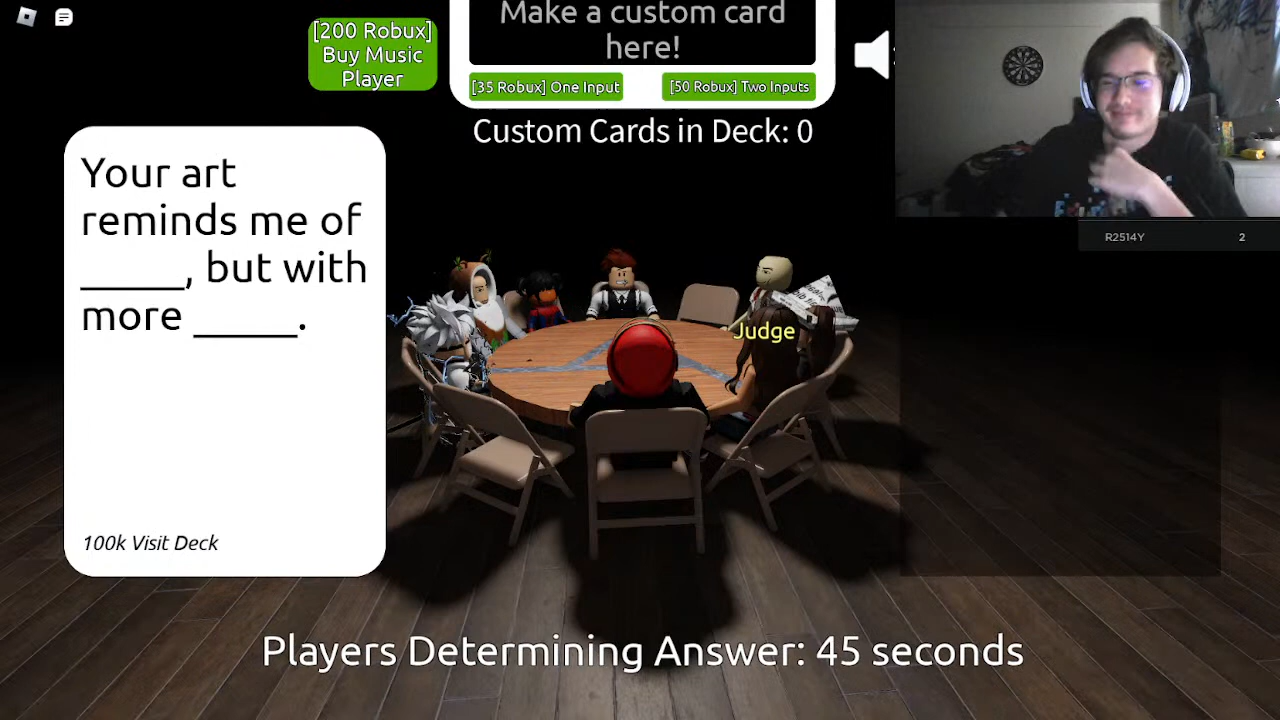 [200 Robux]
Buy Music
Player
Make a custom card
here!
[35 Robux] One Input
[50 Robux] Two Inputs
Custom Cards in Deck: 0
Your art
reminds me of
_____, but with
more _____.
100k Visit Deck
R2514Y 2
Judge
Players Determining Answer: 45 seconds